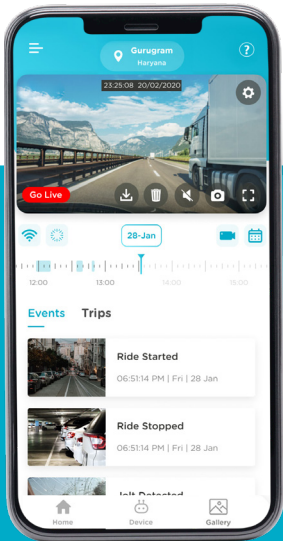 Gurugram
Haryana
?
23:25:08 20/02/2020
Go Live
28-Jan
12:00 13:00 14:00 15:00
Events Trips
Ride Started
06:51:14 PM | Fri | 28 Jan
Ride Stopped
06:51:14 PM | Fri | 28 Jan
Jolt Detected
Home Device Gallery